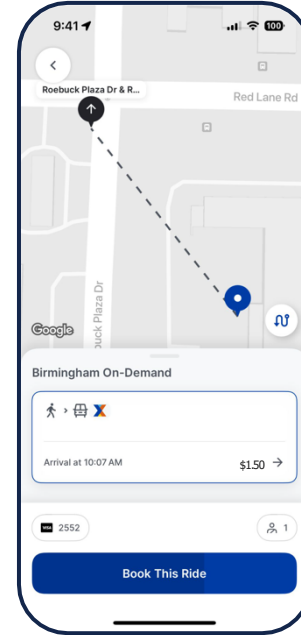 9:41
100
Roebuck Plaza Dr & R...
Red Lane Rd
buck Plaza Dr
Google
Birmingham On-Demand
X
Arrival at 10:07 AM
$1.50
VISA 2552
1
Book This Ride